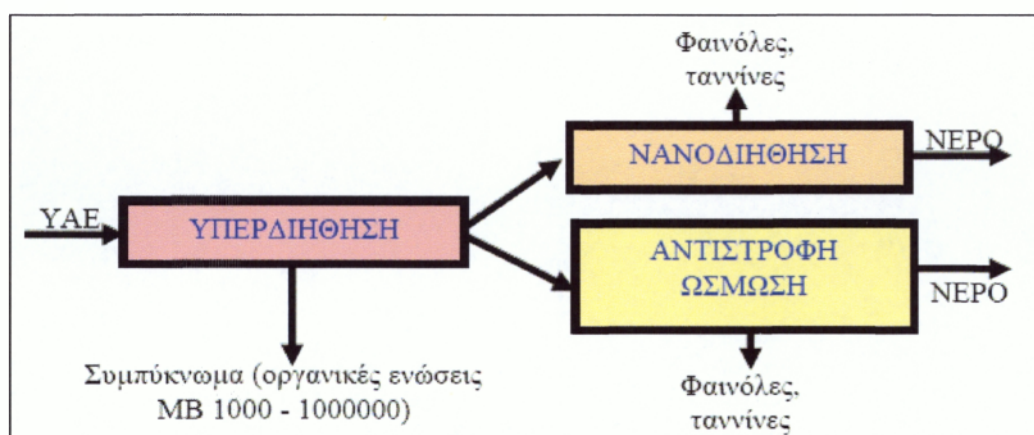 Φαινόλες,
ταννίνες
ΝΑΝΟΔΙΗΘΗΣΗ
ΝΕΡΟ
ΥΑΕ
ΥΠΕΡΔΙΗΘΗΣΗ
ΑΝΤΙΣΤΡΟΦΗ
ΩΣΜΩΣΗ
ΝΕΡΟ
Συμπύκνωμα (οργανικές ενώσεις
ΜΒ 1000 - 1000000)
Φαινόλες,
ταννίνες